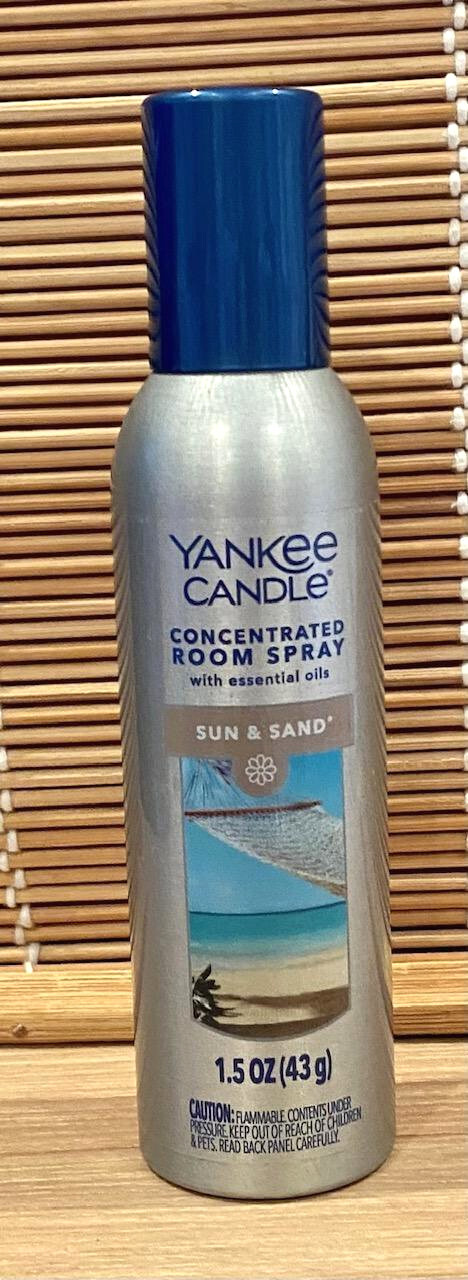 YANKee
CANDLe®
CONCENTRATED
ROOM SPRAY
with essential oils
SUN & SAND®
1.5 OZ (43 g)
CAUTION: FLAMMABLE. CONTENTS UNDER
PRESSURE. KEEP OUT OF REACH OF CHILDREN
& PETS. READ BACK PANEL CAREFULLY.